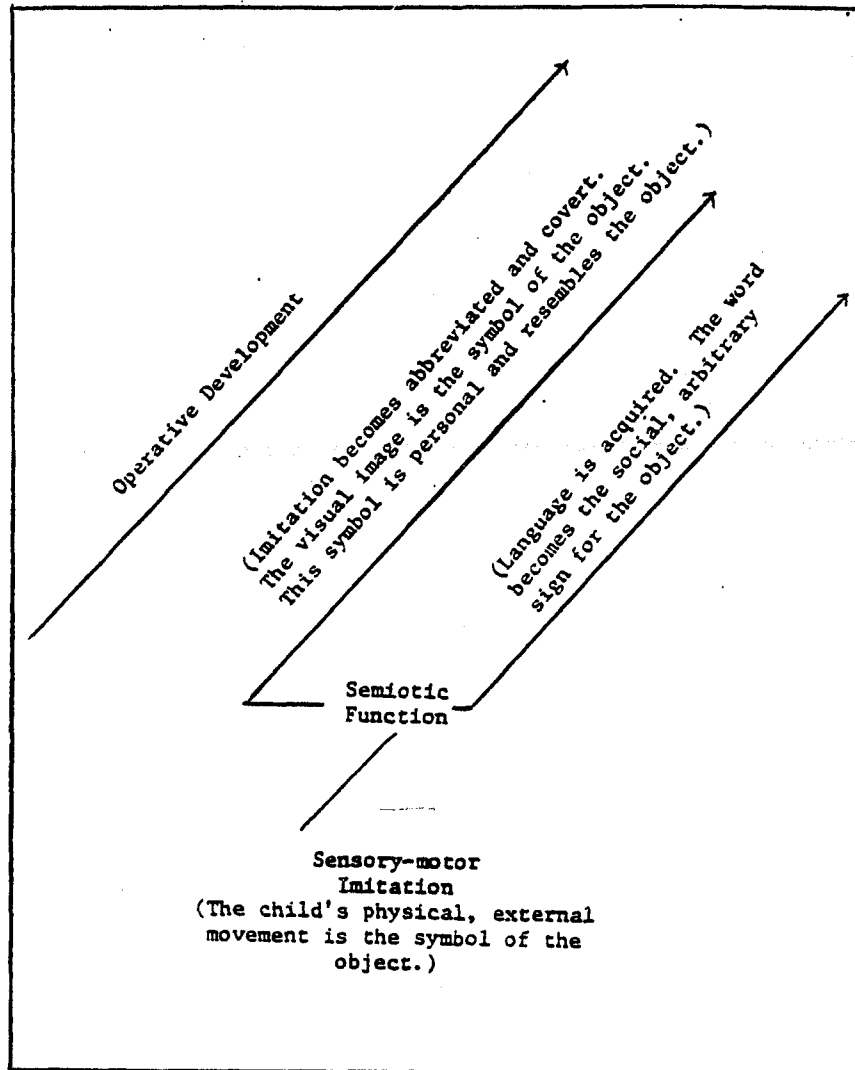 Operative Development
(Imitation becomes abbreviated and covert.
The visual image is the symbol of the object.
This symbol is personal and resembles the object.)
(Language is acquired. The word
becomes the social, arbitrary
sign for the object.)
Semiotic
Function
Sensory-motor
Imitation
(The child's physical, external
movement is the symbol of the
object.)